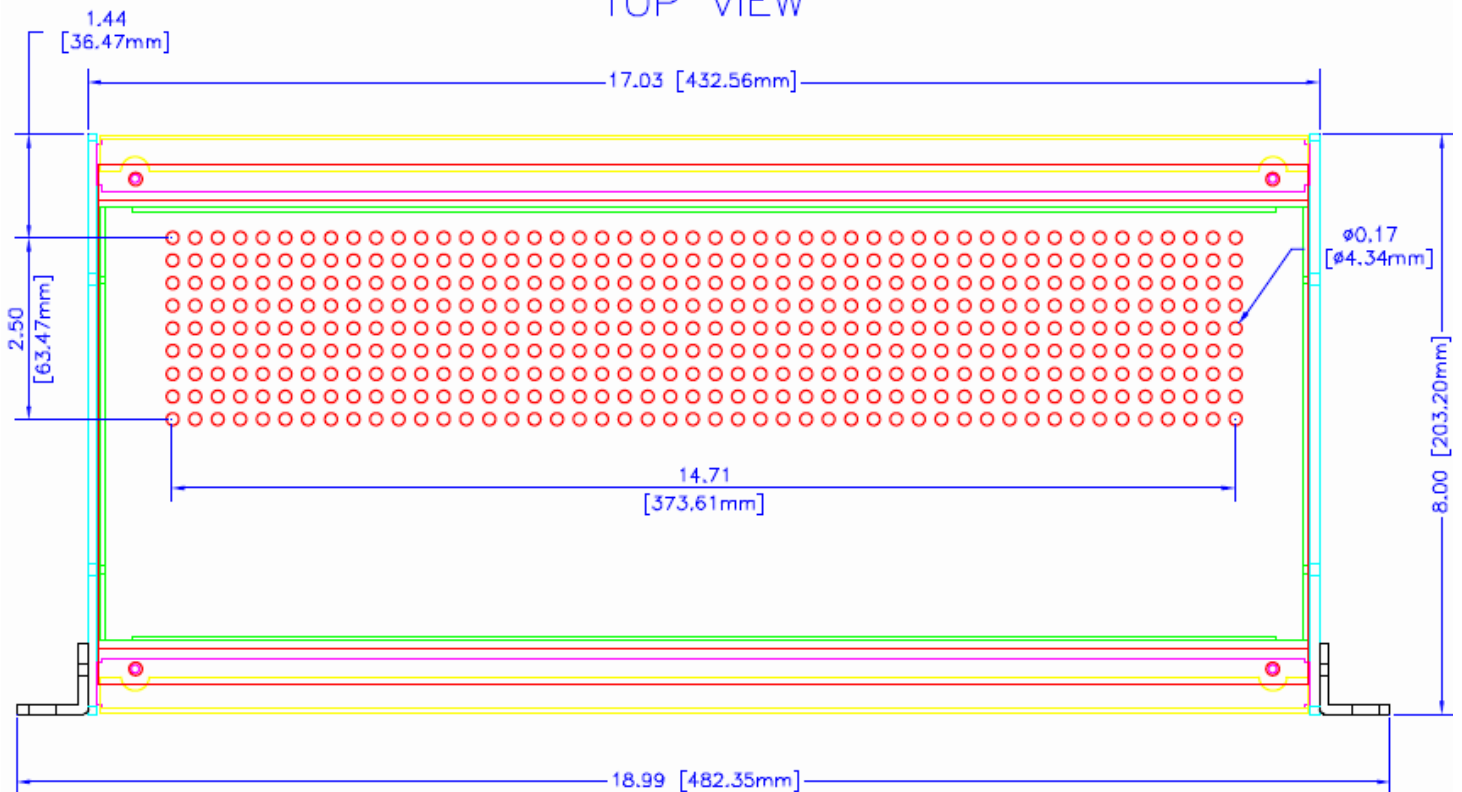 TOP VIEW
1.44
[36.47mm]
17.03 [432.56mm]
ø0.17
[ø4.34mm]
2.50
[63.47mm]
14.71
[373.61mm]
8.00 [203.20mm]
18.99 [482.35mm]